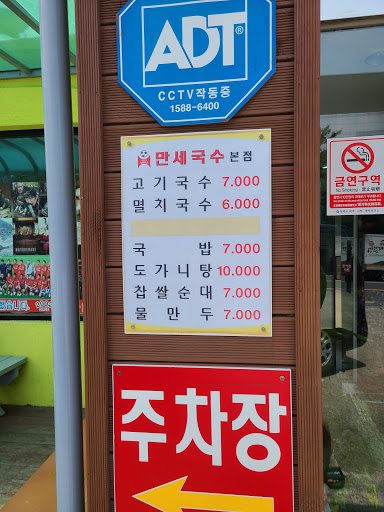 ADT®
CCTV작동중
1588-6400
만세국수 본점
고기국수 7.000
멸치국수 6.000
국밥 7.000
도가니탕 10.000
찹쌀순대 7.000
물만두 7.000
금연구역
No Smoking
주차장